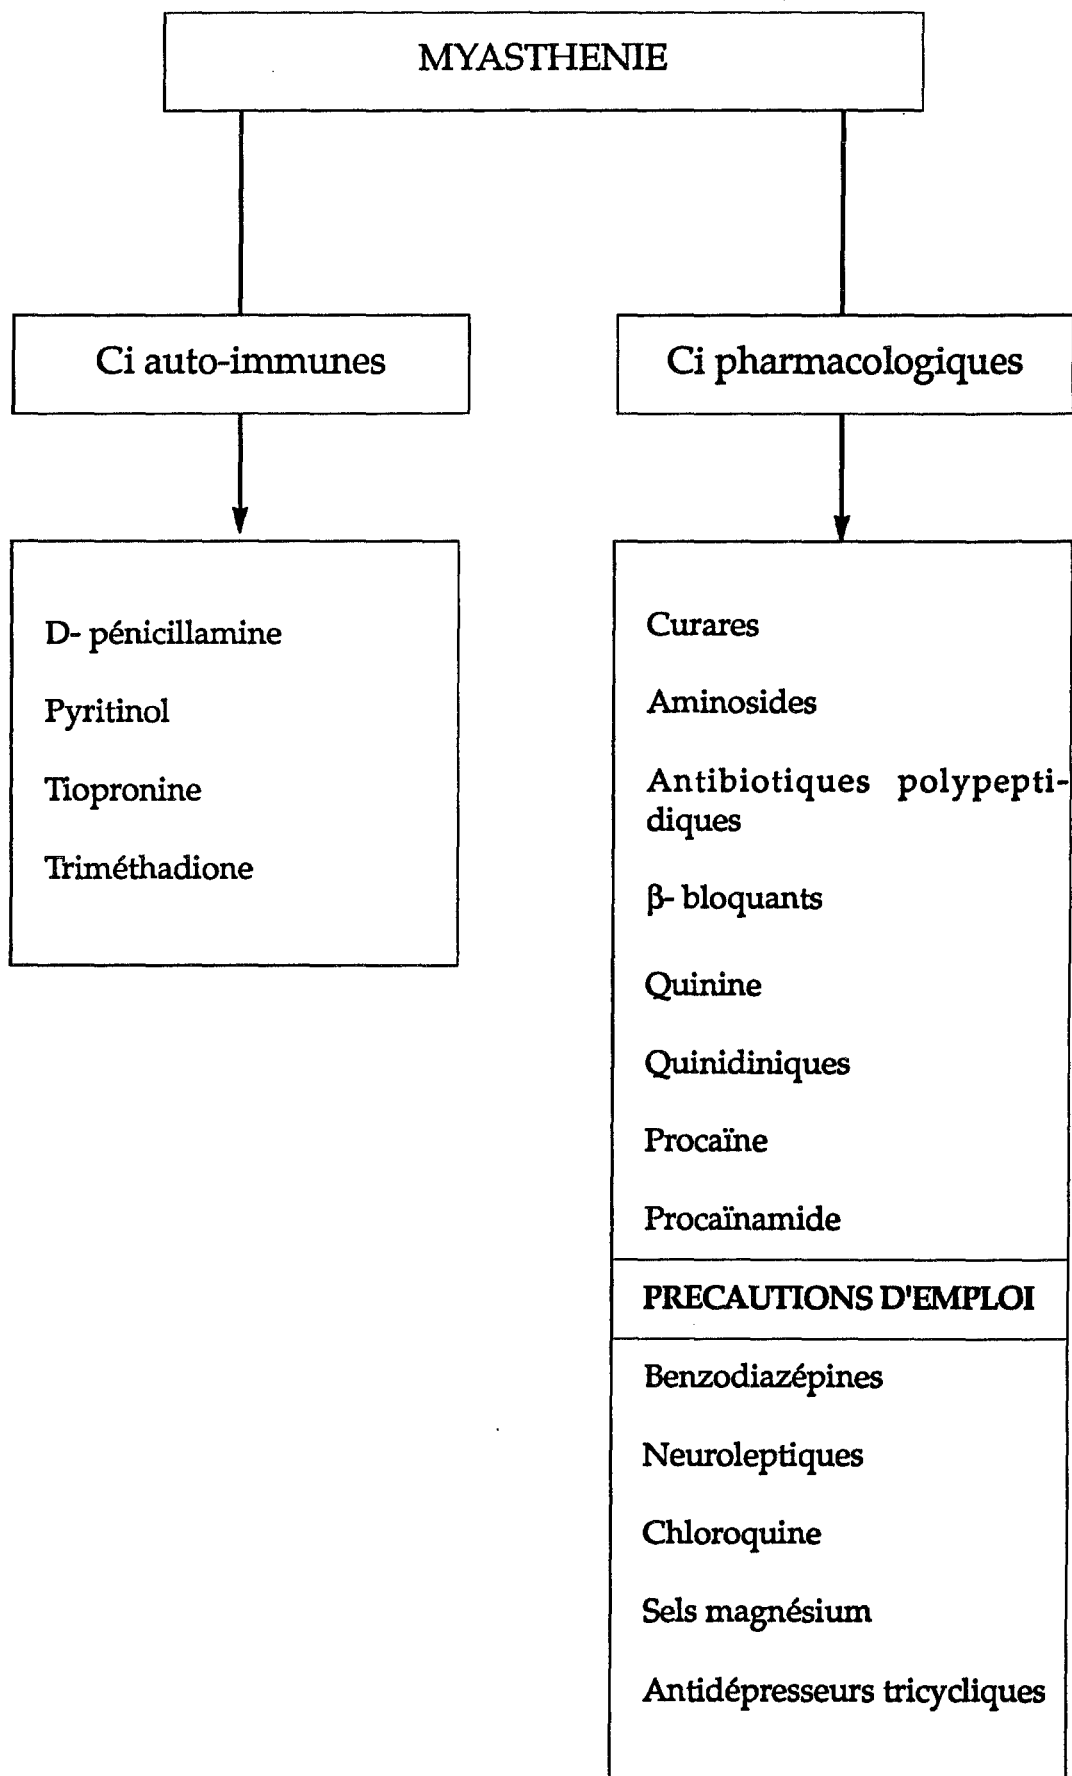 MYASTHENIE
Ci auto-immunes
D- pénicillamine
Pyritinol
Tiopronine
Triméthadione
Ci pharmacologiques
Curares
Aminosides
Antibiotiques polypepti-
diques
β- bloquants
Quinine
Quinidiniques
Procaïne
Procaïnamide
PRECAUTIONS D'EMPLOI
Benzodiazépines
Neuroleptiques
Chloroquine
Sels magnésium
Antidépresseurs tricycliques